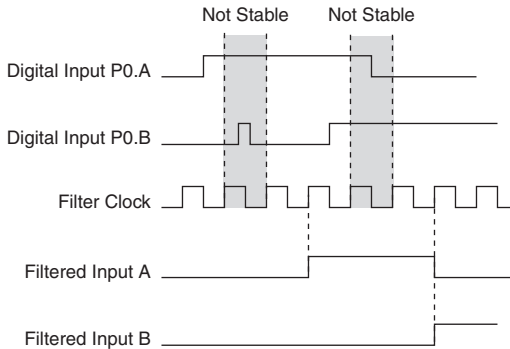 Not Stable Not Stable
Digital Input P0.A
Digital Input P0.B
Filter Clock
Filtered Input A
Filtered Input B